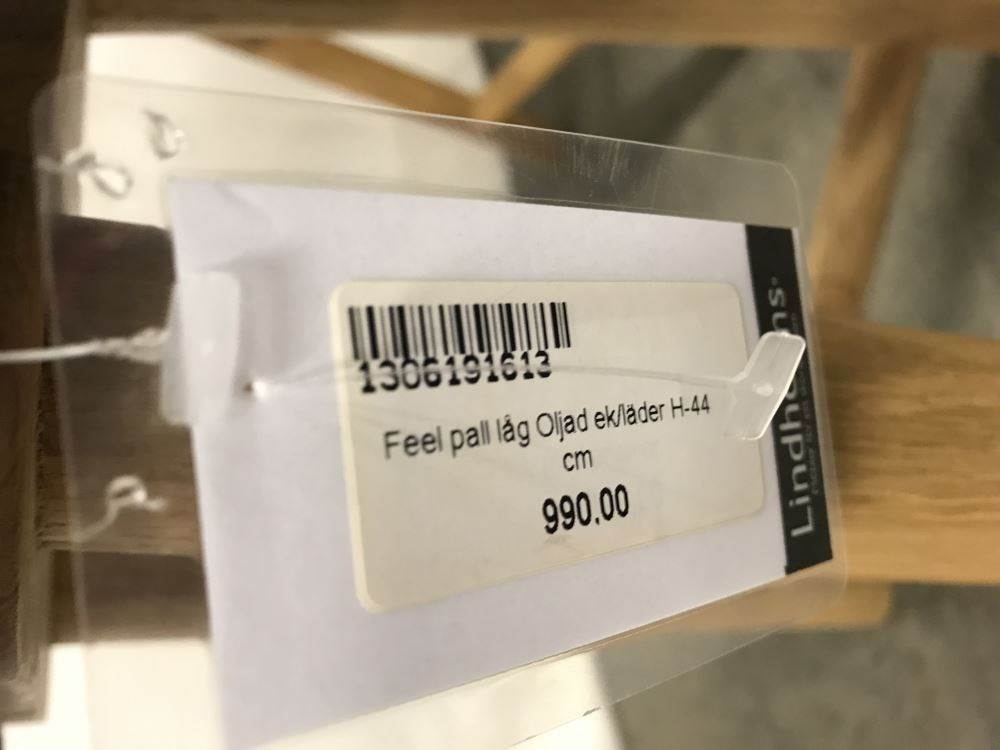 1306191613
Feel pall låg Oljad ek/läder H-44
cm
990.00